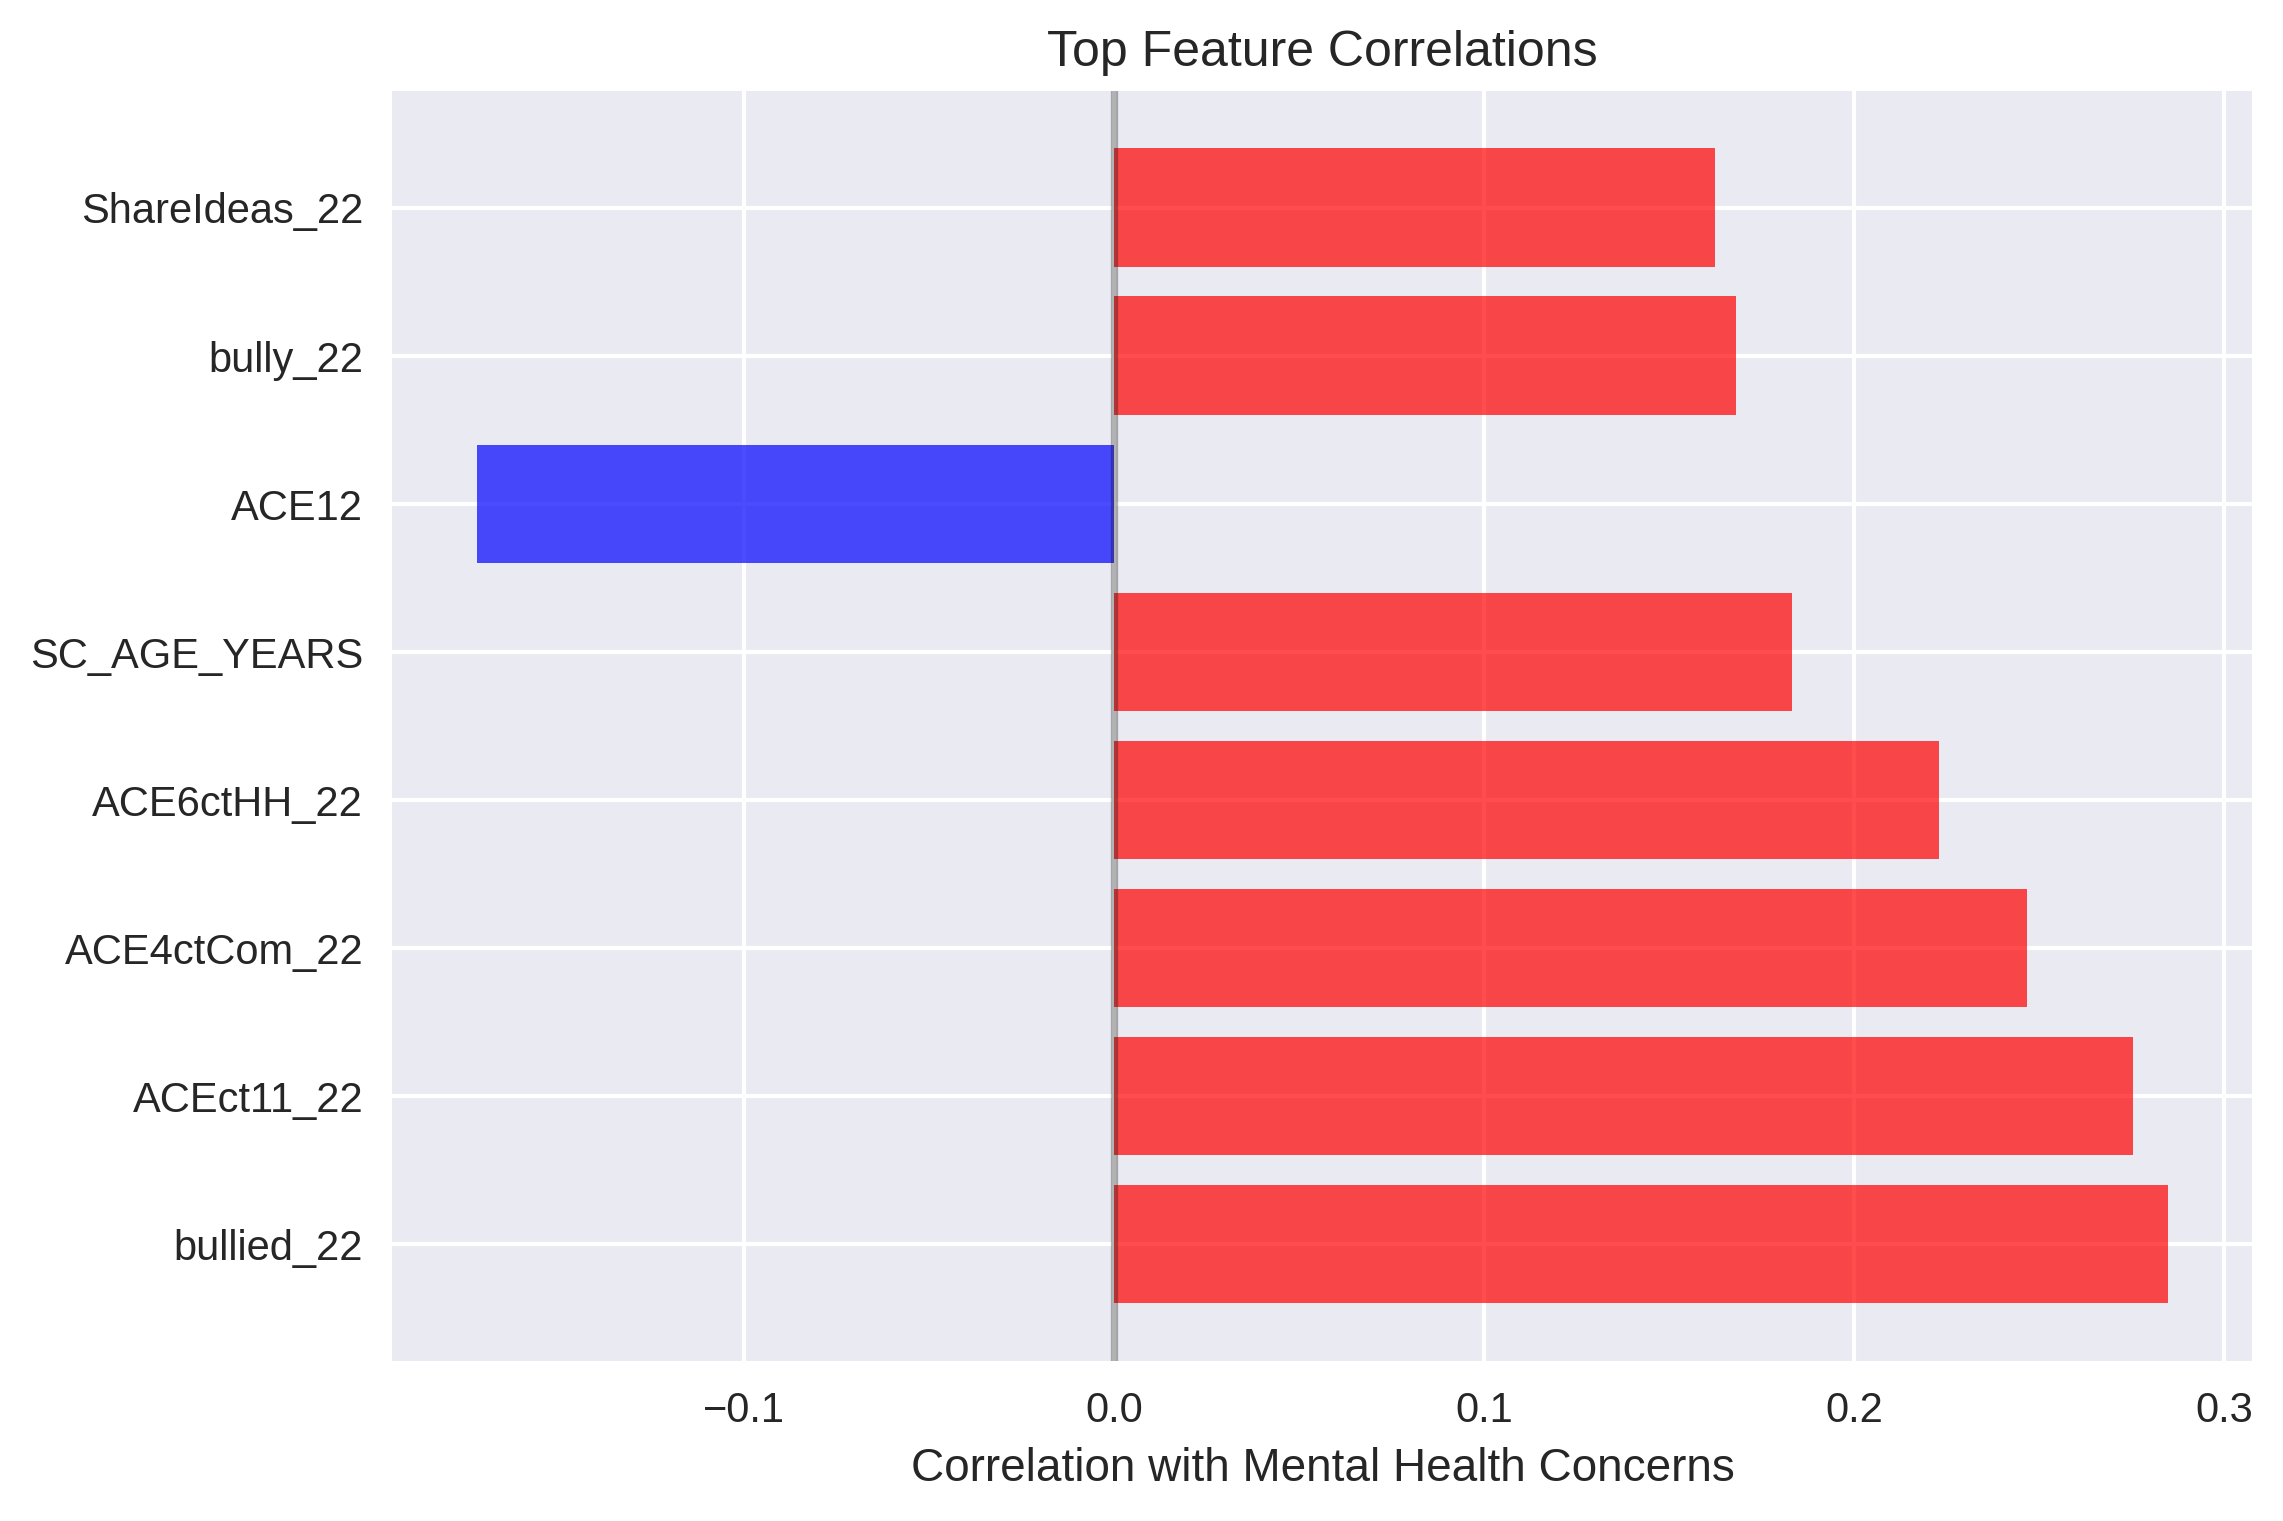 Top Feature Correlations
ShareIdeas_22
bully_22
ACE12
SC_AGE_YEARS
ACE6ctHH_22
ACE4ctCom_22
ACEct11_22
bullied_22
−0.1 0.0 0.1 0.2 0.3
Correlation with Mental Health Concerns